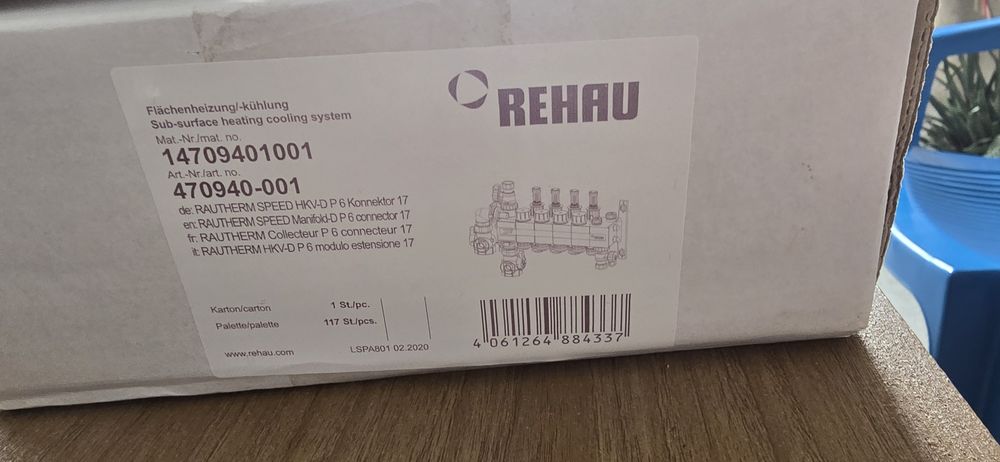 REHAU
Flächenheizung/-kühlung
Sub-surface heating cooling system
Mat.-Nr./mat. no.
14709401001
Art.-Nr./art. no.
470940-001
de: RAUTHERM SPEED HKV-D P 6 Konnektor 17
en: RAUTHERM SPEED Manifold-D P 6 connector 17
fr: RAUTHERM Collecteur P 6 connecteur 17
it: RAUTHERM HKV-D P 6 modulo estensione 17
Karton/carton 1 St./pc.
Palette/palette 117 St./pcs.
www.rehau.com LSPA801 02.2020
4 061264 884337